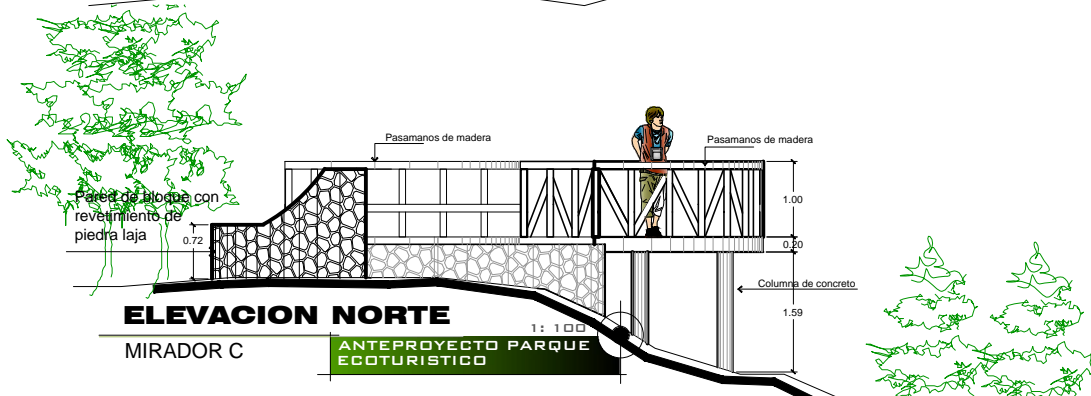 Pasamanos de madera
Pasamanos de madera
Pared de bloque con
revetimiento de
piedra laja
0.72
1.00
0.20
Columna de concreto
1.59
ELEVACION NORTE
1: 100
MIRADOR C
ANTEPROYECTO PARQUE
ECOTURISTICO